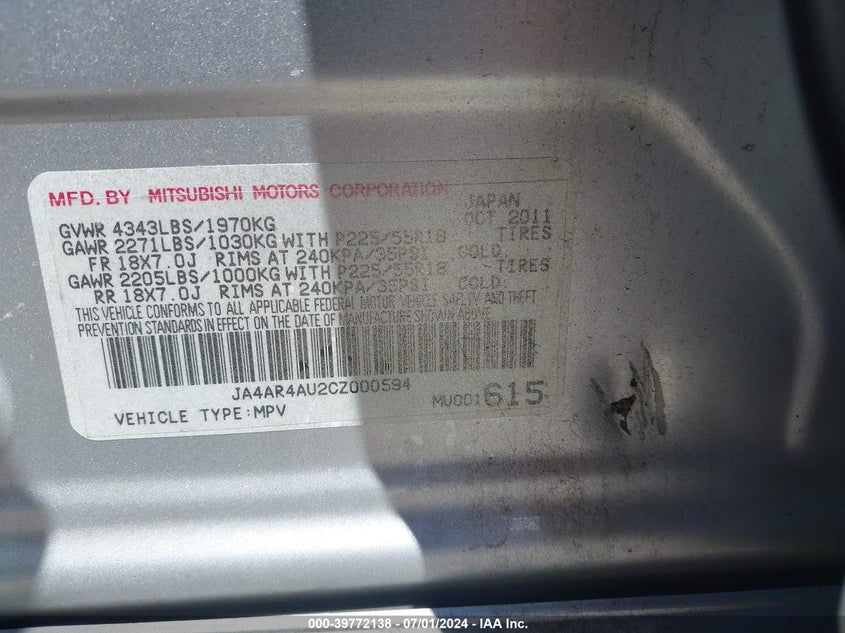 MFD. BY MITSUBISHI MOTORS CORPORATION JAPAN
GVWR 4343LBS/1970KG OCT 2011
GAWR 2271LBS/1030KG WITH P225/55R18 TIRES
FR 18X7.0J RIMS AT 240KPA/35PSI COLD
GAWR 2205LBS/1000KG WITH P225/55R18 TIRES
RR 18X7.0J RIMS AT 240KPA/35PSI COLD
THIS VEHICLE CONFORMS TO ALL APPLICABLE FEDERAL MOTOR VEHICLE SAFETY AND THEFT
PREVENTION STANDARDS IN EFFECT ON THE DATE OF MANUFACTURE SHOWN ABOVE.
JA4AR4AU2CZ000594
VEHICLE TYPE:MPV MV001615
000-39772138 - 07/01/2024 - IAA Inc.